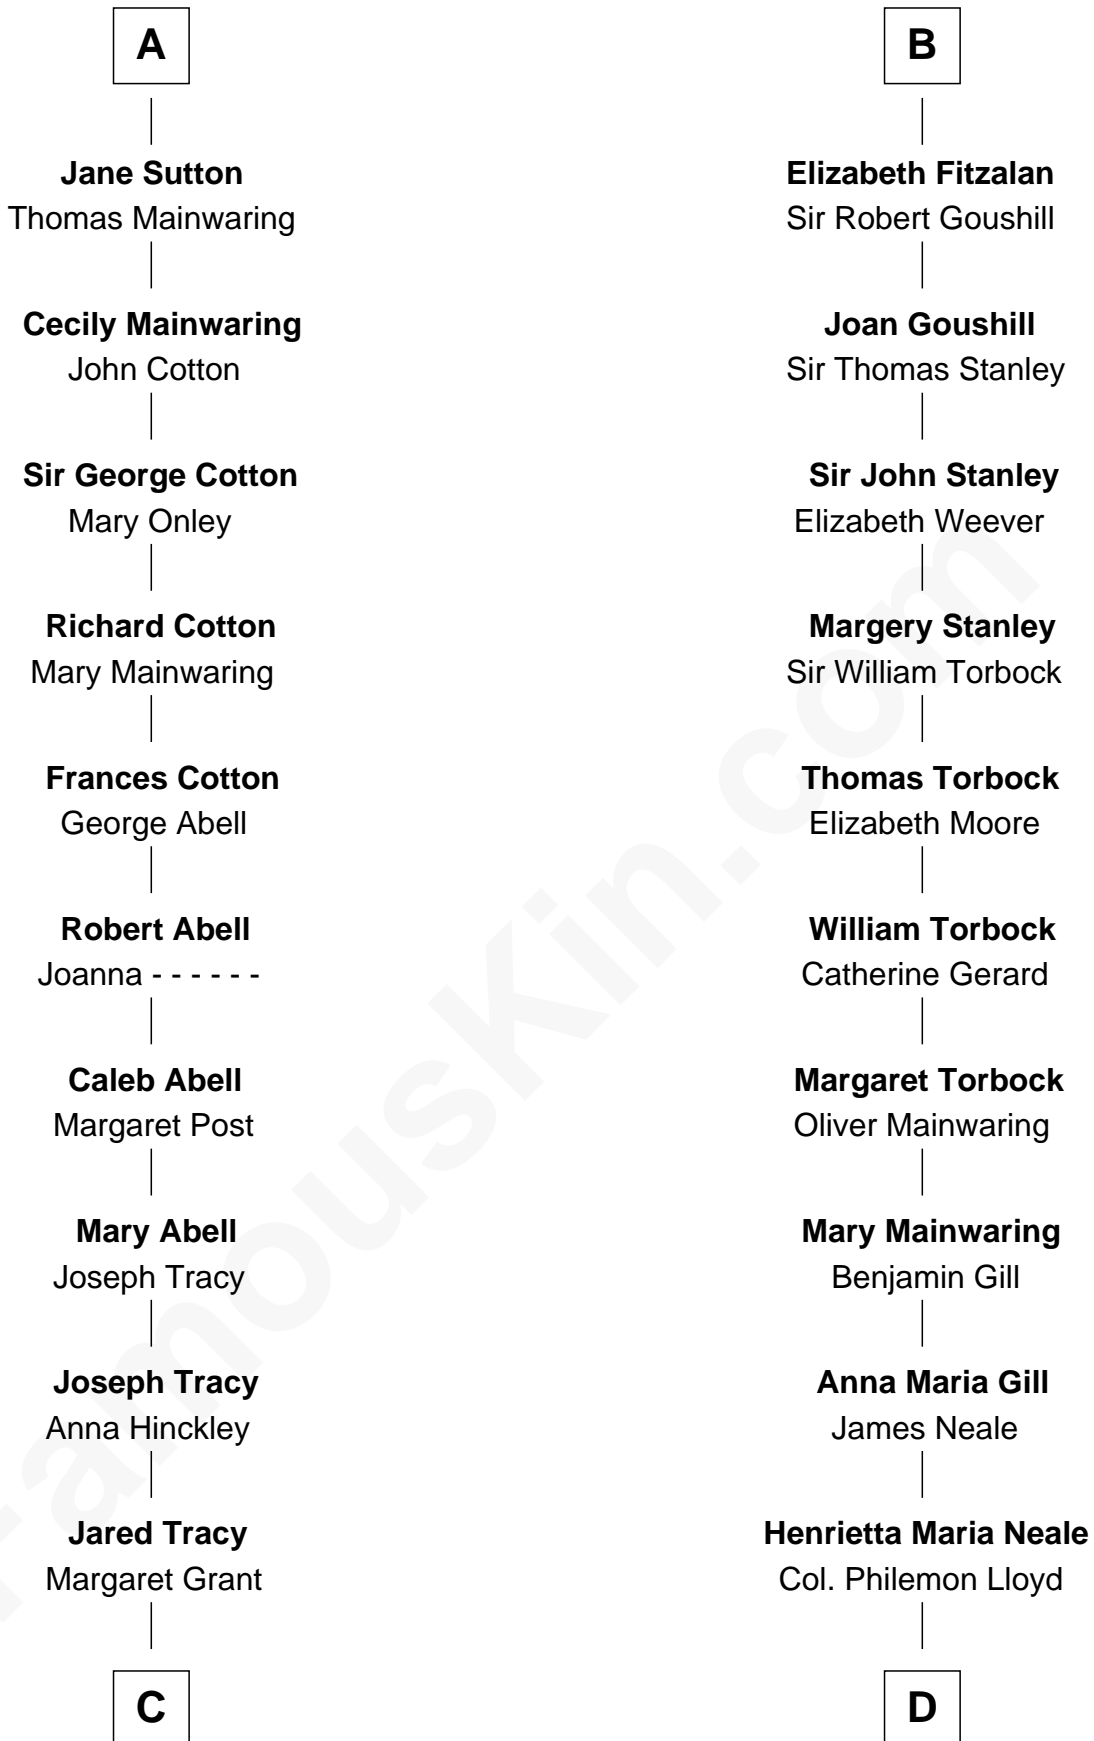 A
Jane Sutton
Thomas Mainwaring
Cecily Mainwaring
John Cotton
Sir George Cotton
Mary Onley
Richard Cotton
Mary Mainwaring
Frances Cotton
George Abell
Robert Abell
Joanna - - - - - -
Caleb Abell
Margaret Post
Mary Abell
Joseph Tracy
Joseph Tracy
Anna Hinckley
Jared Tracy
Margaret Grant
C
B
Elizabeth Fitzalan
Sir Robert Goushill
Joan Goushill
Sir Thomas Stanley
Sir John Stanley
Elizabeth Weever
Margery Stanley
Sir William Torbock
Thomas Torbock
Elizabeth Moore
William Torbock
Catherine Gerard
Margaret Torbock
Oliver Mainwaring
Mary Mainwaring
Benjamin Gill
Anna Maria Gill
James Neale
Henrietta Maria Neale
Col. Philemon Lloyd
D
FamousKin.com